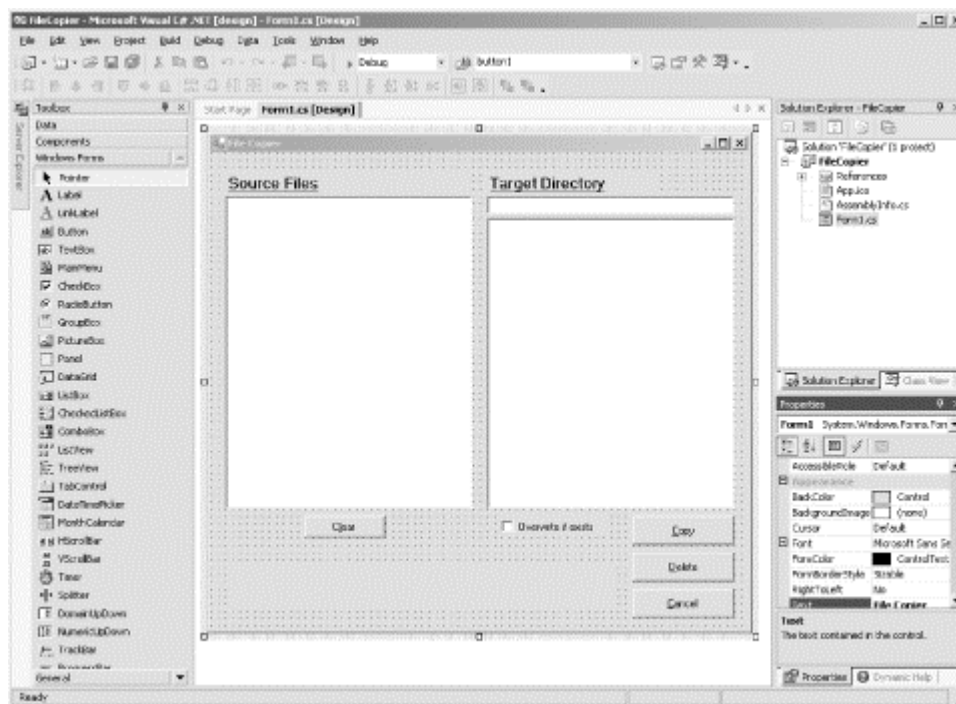 FileCopier - Microsoft Visual C# .NET [design] - Form1.cs [Design]
File Edit View Project Build Debug Data Tools Window Help
Debug
button1
Server Explorer
Toolbox
Data
Components
Windows Forms
Pointer
Label
LinkLabel
Button
TextBox
MainMenu
CheckBox
RadioButton
GroupBox
PictureBox
Panel
DataGrid
ListBox
CheckedListBox
ComboBox
ListView
TreeView
TabControl
DateTimePicker
MonthCalendar
HScrollBar
VScrollBar
Timer
Splitter
DomainUpDown
NumericUpDown
TrackBar
ProgressBar
General
Start Page Form1.cs [Design]
File Copier
Source Files
Target Directory
Clear
Overwrite if exists
Copy
Delete
Cancel
Solution Explorer - FileCopier
Solution 'FileCopier' (1 project)
FileCopier
References
App.ico
AssemblyInfo.cs
Form1.cs
Solution Explorer Class View
Properties
Form1 System.Windows.Forms.Form
AccessibleRole Default
Appearance
BackColor Control
BackgroundImage (none)
Cursor Default
Font Microsoft Sans Se
ForeColor ControlText
FormBorderStyle Sizable
RightToLeft No
Text File Copier
Text
The text contained in the control.
Properties Dynamic Help
Ready